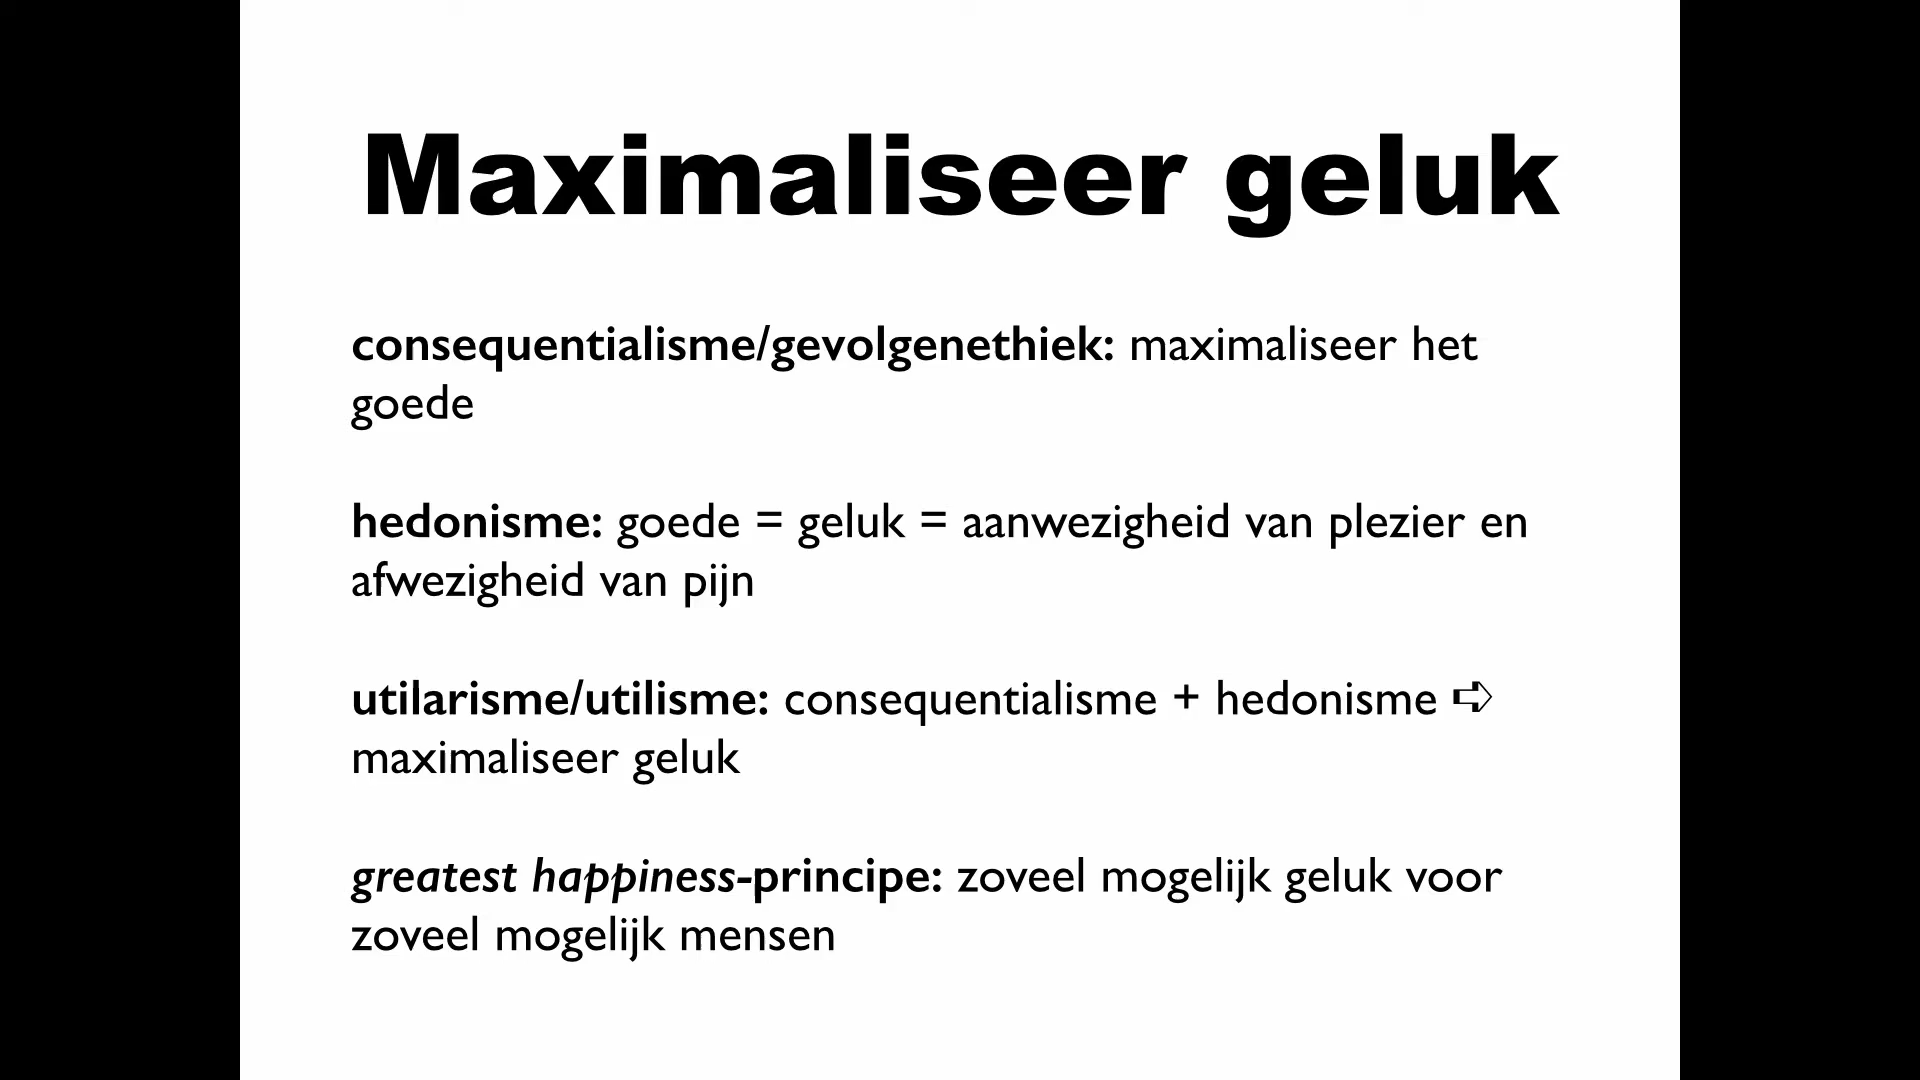 Maximaliseer geluk
consequentialisme/gevolgenethiek: maximaliseer het
goede
hedonisme: goede = geluk = aanwezigheid van plezier en
afwezigheid van pijn
utilarisme/utilisme: consequentialisme + hedonisme ➪
maximaliseer geluk
greatest happiness-principe: zoveel mogelijk geluk voor
zoveel mogelijk mensen